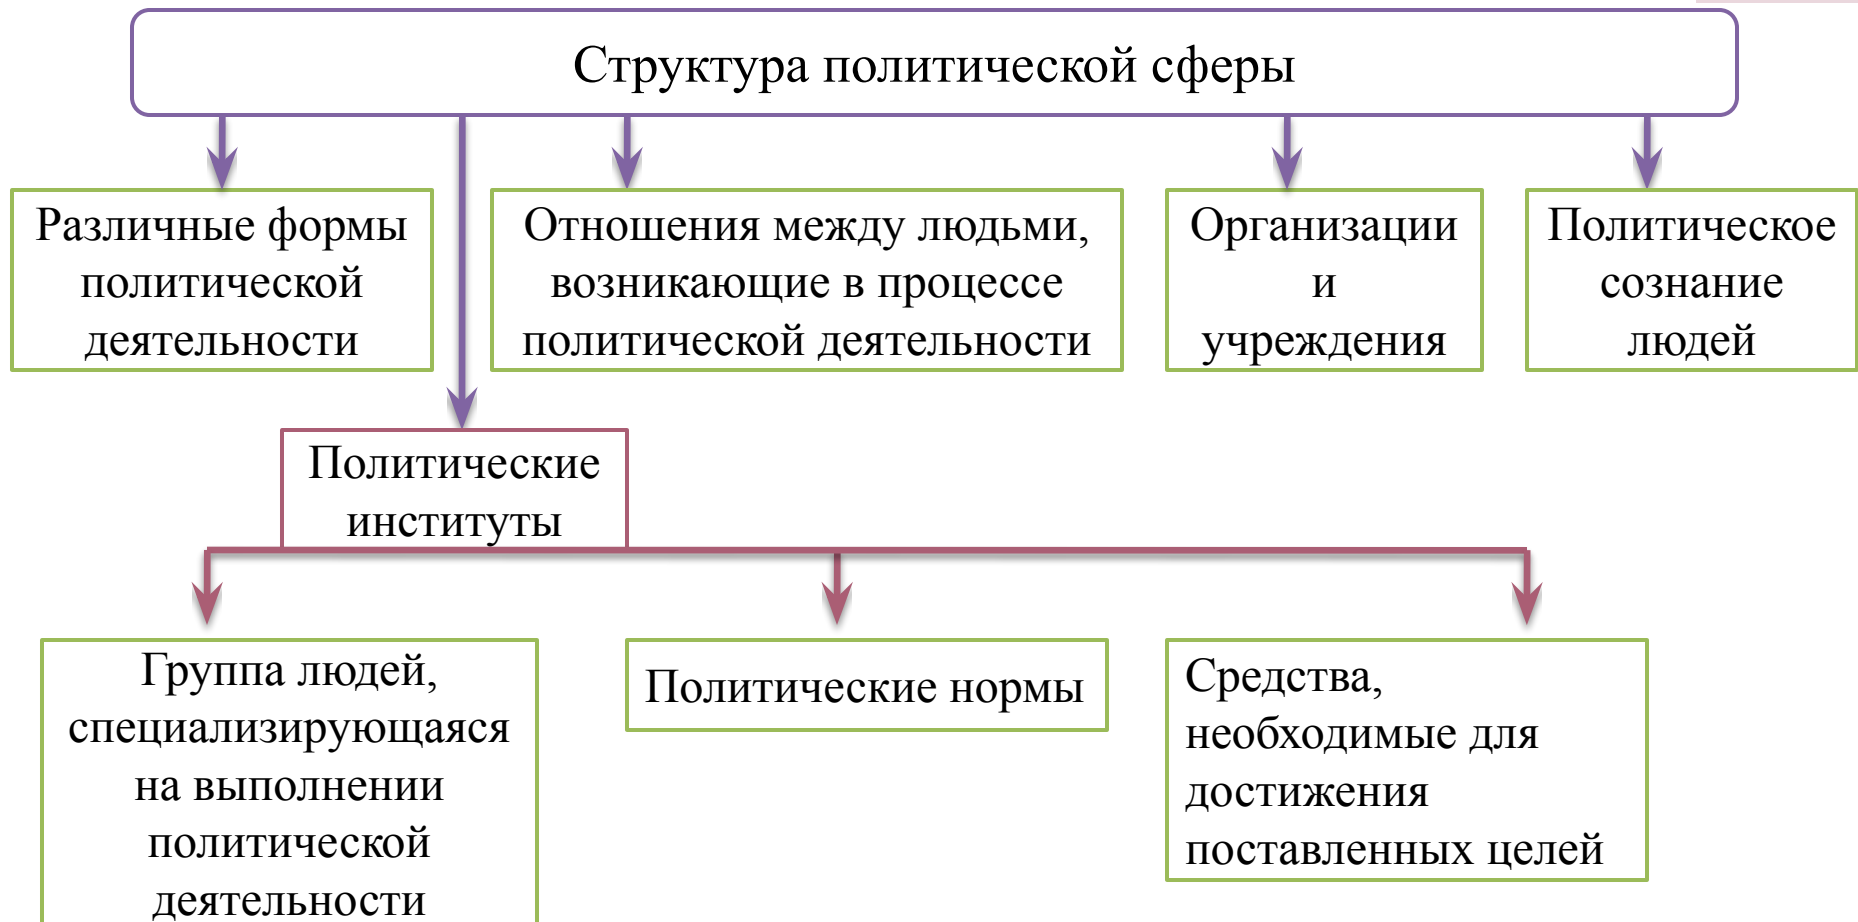 Структура политической сферы
Различные формы
политической
деятельности
Отношения между людьми,
возникающие в процессе
политической деятельности
Организации
и
учреждения
Политическое
сознание
людей
Политические
институты
Группа людей,
специализирующаяся
на выполнении
политической
деятельности
Политические нормы
Средства,
необходимые для
достижения
поставленных целей